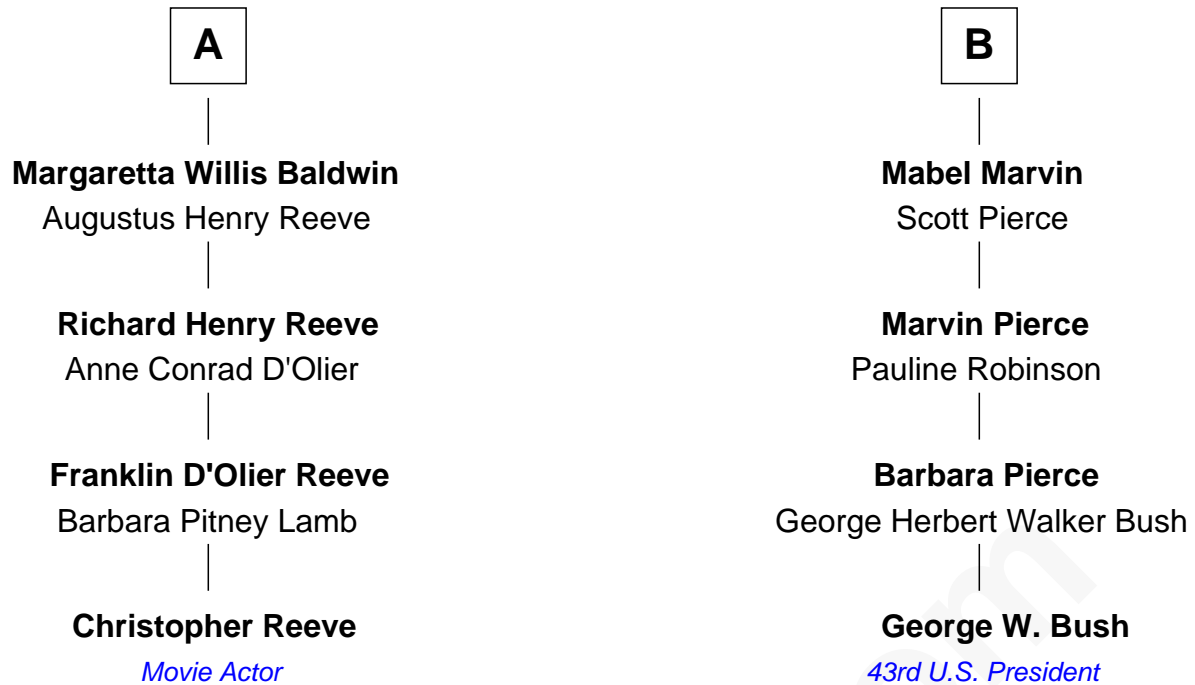 A
Margaretta Willis Baldwin
Augustus Henry Reeve
Richard Henry Reeve
Anne Conrad D'Olier
Franklin D'Olier Reeve
Barbara Pitney Lamb
Christopher Reeve
Movie Actor
B
Mabel Marvin
Scott Pierce
Marvin Pierce
Pauline Robinson
Barbara Pierce
George Herbert Walker Bush
George W. Bush
43rd U.S. President